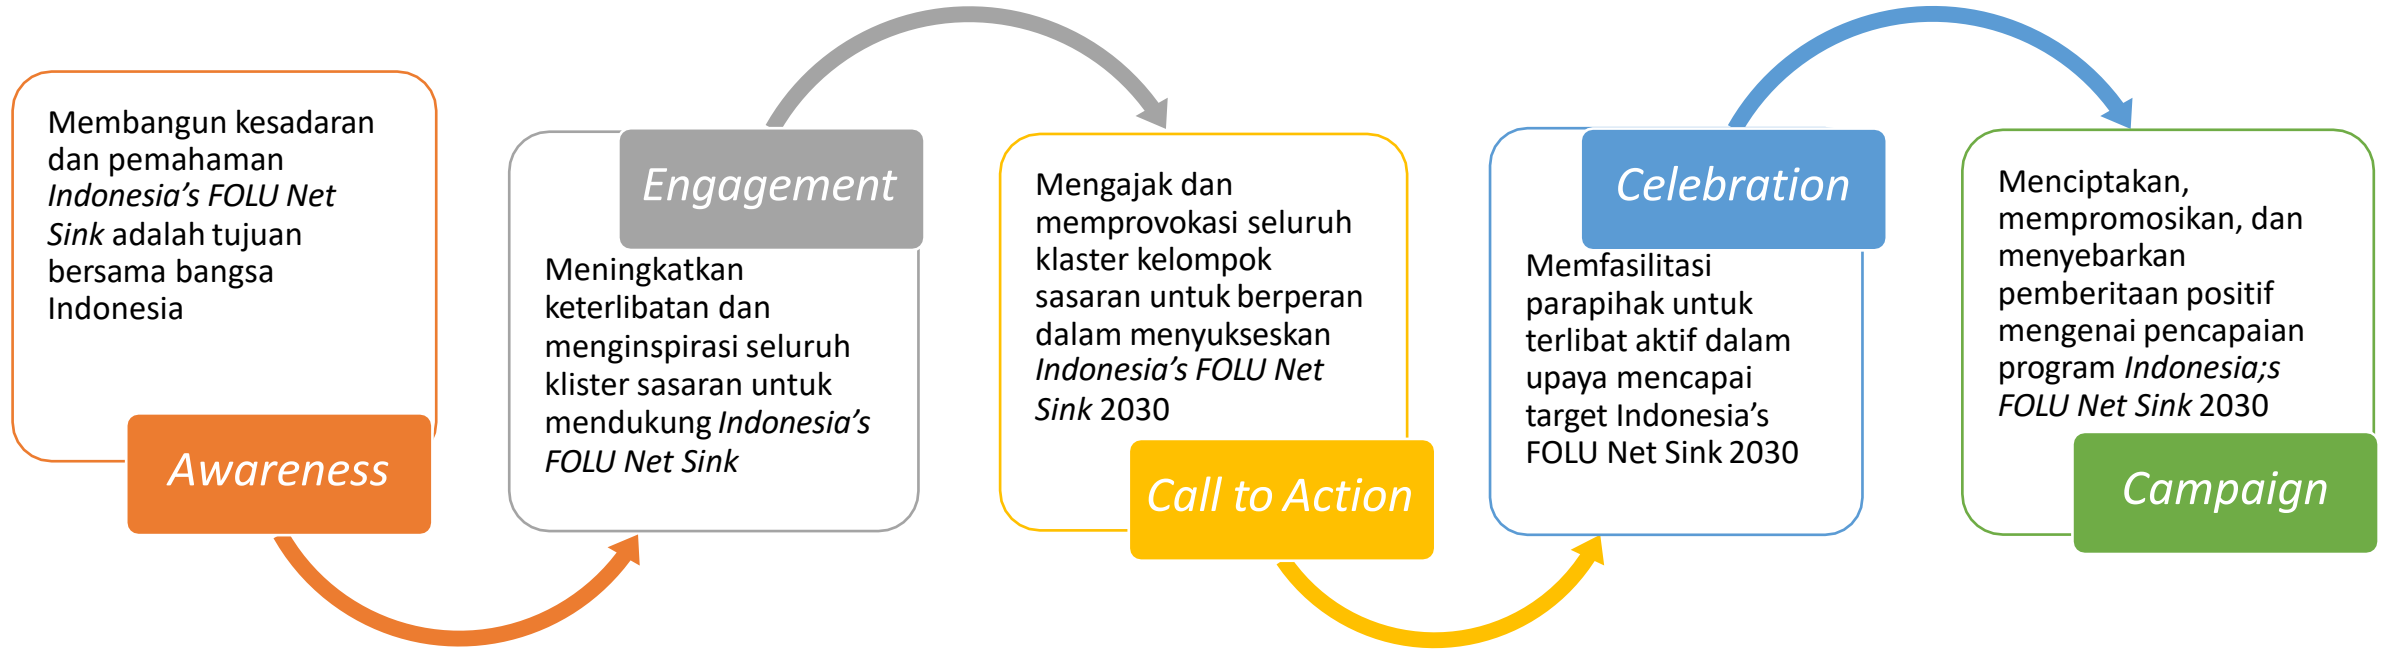 Membangun kesadaran
dan pemahaman
Indonesia’s FOLU Net
Sink adalah tujuan
bersama bangsa
Indonesia
Awareness
Engagement
Meningkatkan
keterlibatan dan
menginspirasi seluruh
klister sasaran untuk
mendukung Indonesia’s
FOLU Net Sink
Mengajak dan
memprovokasi seluruh
klaster kelompok
sasaran untuk berperan
dalam menyukseskan
Indonesia’s FOLU Net
Sink 2030
Call to Action
Celebration
Memfasilitasi
parapihak untuk
terlibat aktif dalam
upaya mencapai
target Indonesia’s
FOLU Net Sink 2030
Menciptakan,
mempromosikan, dan
menyebarkan
pemberitaan positif
mengenai pencapaian
program Indonesia;s
FOLU Net Sink 2030
Campaign